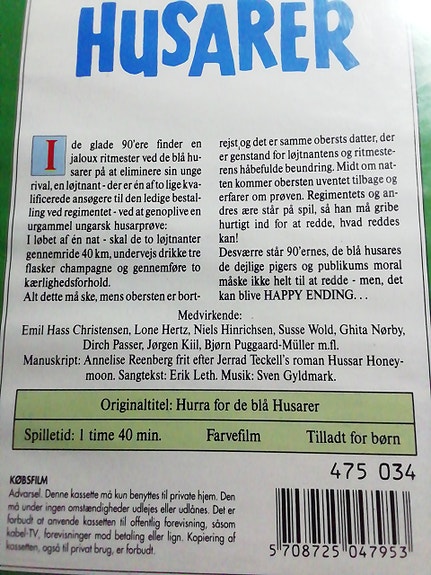 HUSARER
I de glade 90'ere finder en
jaloux ritmester ved de blå hu-
sarer på at eliminere sin unge
rival, en løjtnant - der er én af to lige kva-
lificerede ansøgere til den ledige bestal-
ling ved regimentet - ved at genoplive en
urgammel ungarsk husarprøve:
I løbet af én nat - skal de to løjtnanter
gennemride 40 km, undervejs drikke tre
flasker champagne og gennemføre to
kærlighedsforhold.
Alt dette må ske, mens obersten er bort-
rejst, og det er samme obersts datter, der
er genstand for løjtnantens og ritmeste-
rens håbefulde beundring. Midt om nat-
ten kommer obersten uventet tilbage og
erfarer om prøven. Regimentets og an-
dres ære står på spil, så han må gribe
hurtigt ind for at redde, hvad reddes
kan!
Desværre står 90'ernes, de blå husares
de dejlige pigers og publikums moral
måske ikke helt til at redde - men, det
kan blive HAPPY ENDING...
Medvirkende:
Emil Hass Christensen, Lone Hertz, Niels Hinrichsen, Susse Wold, Ghita Nørby,
Dirch Passer, Jørgen Kiil, Bjørn Puggaard-Müller m.fl.
Manuskript: Annelise Reenberg frit efter Jerrad Teckell's roman Hussar Honey-
moon. Sangtekst: Erik Leth. Musik: Sven Gyldmark.
Originaltitel: Hurra for de blå Husarer
Spilletid: 1 time 40 min. Farvefilm Tilladt for børn
475 034
KØBSFILM
Advarsel. Denne kassette må kun benyttes til private hjem. Den
må under ingen omstændigheder udlejes eller udlånes. Det er
forbudt at anvende kassetten til offentlig forevisning, såsom
kabel-TV, forevisninger mod betaling eller lign. Kopiering af
kassetten, også til privat brug, er forbudt.
5 708725 047953